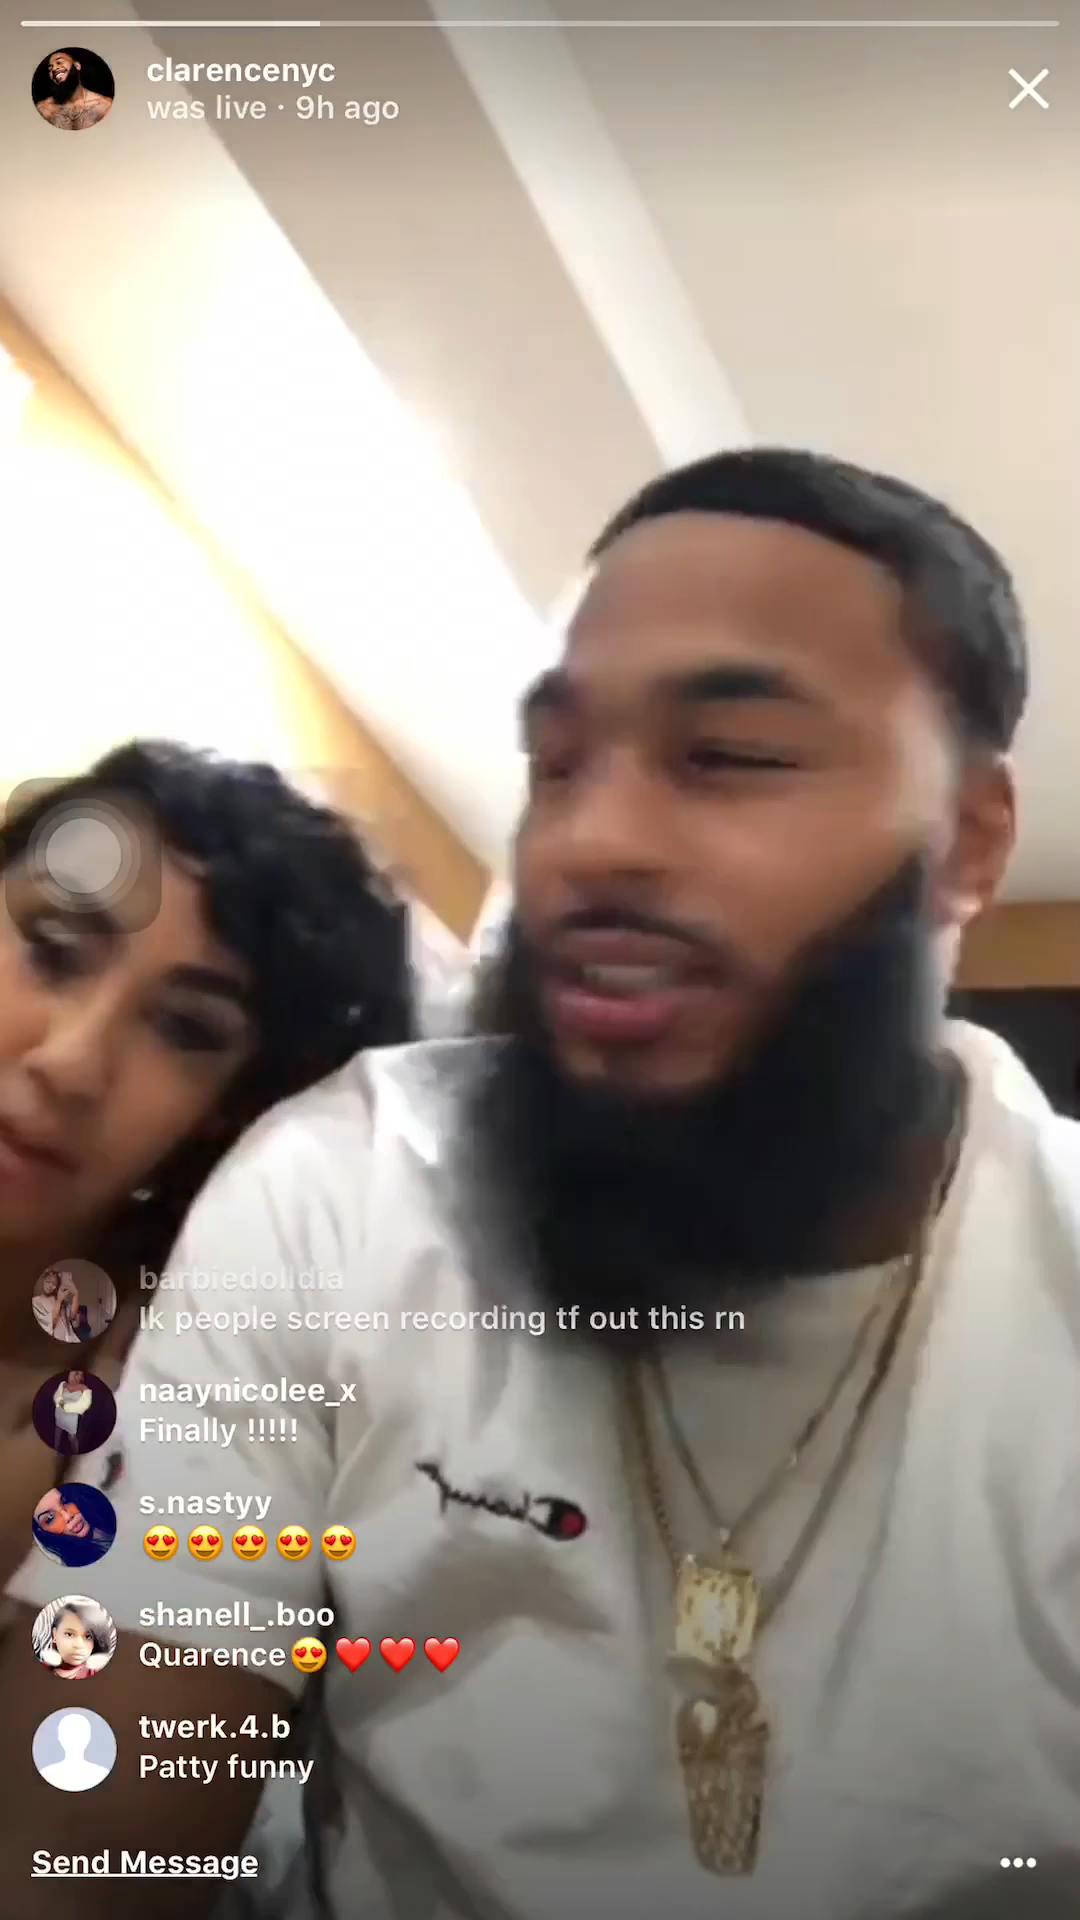 clarencenyc
was live · 9h ago
barbiedolldia
Ik people screen recording tf out this rn
naaynicolee_x
Finally !!!!!
s.nastyy
😍😍😍😍😍
shanell_.boo
Quarence😍❤️❤️❤️
twerk.4.b
Patty funny
Send Message